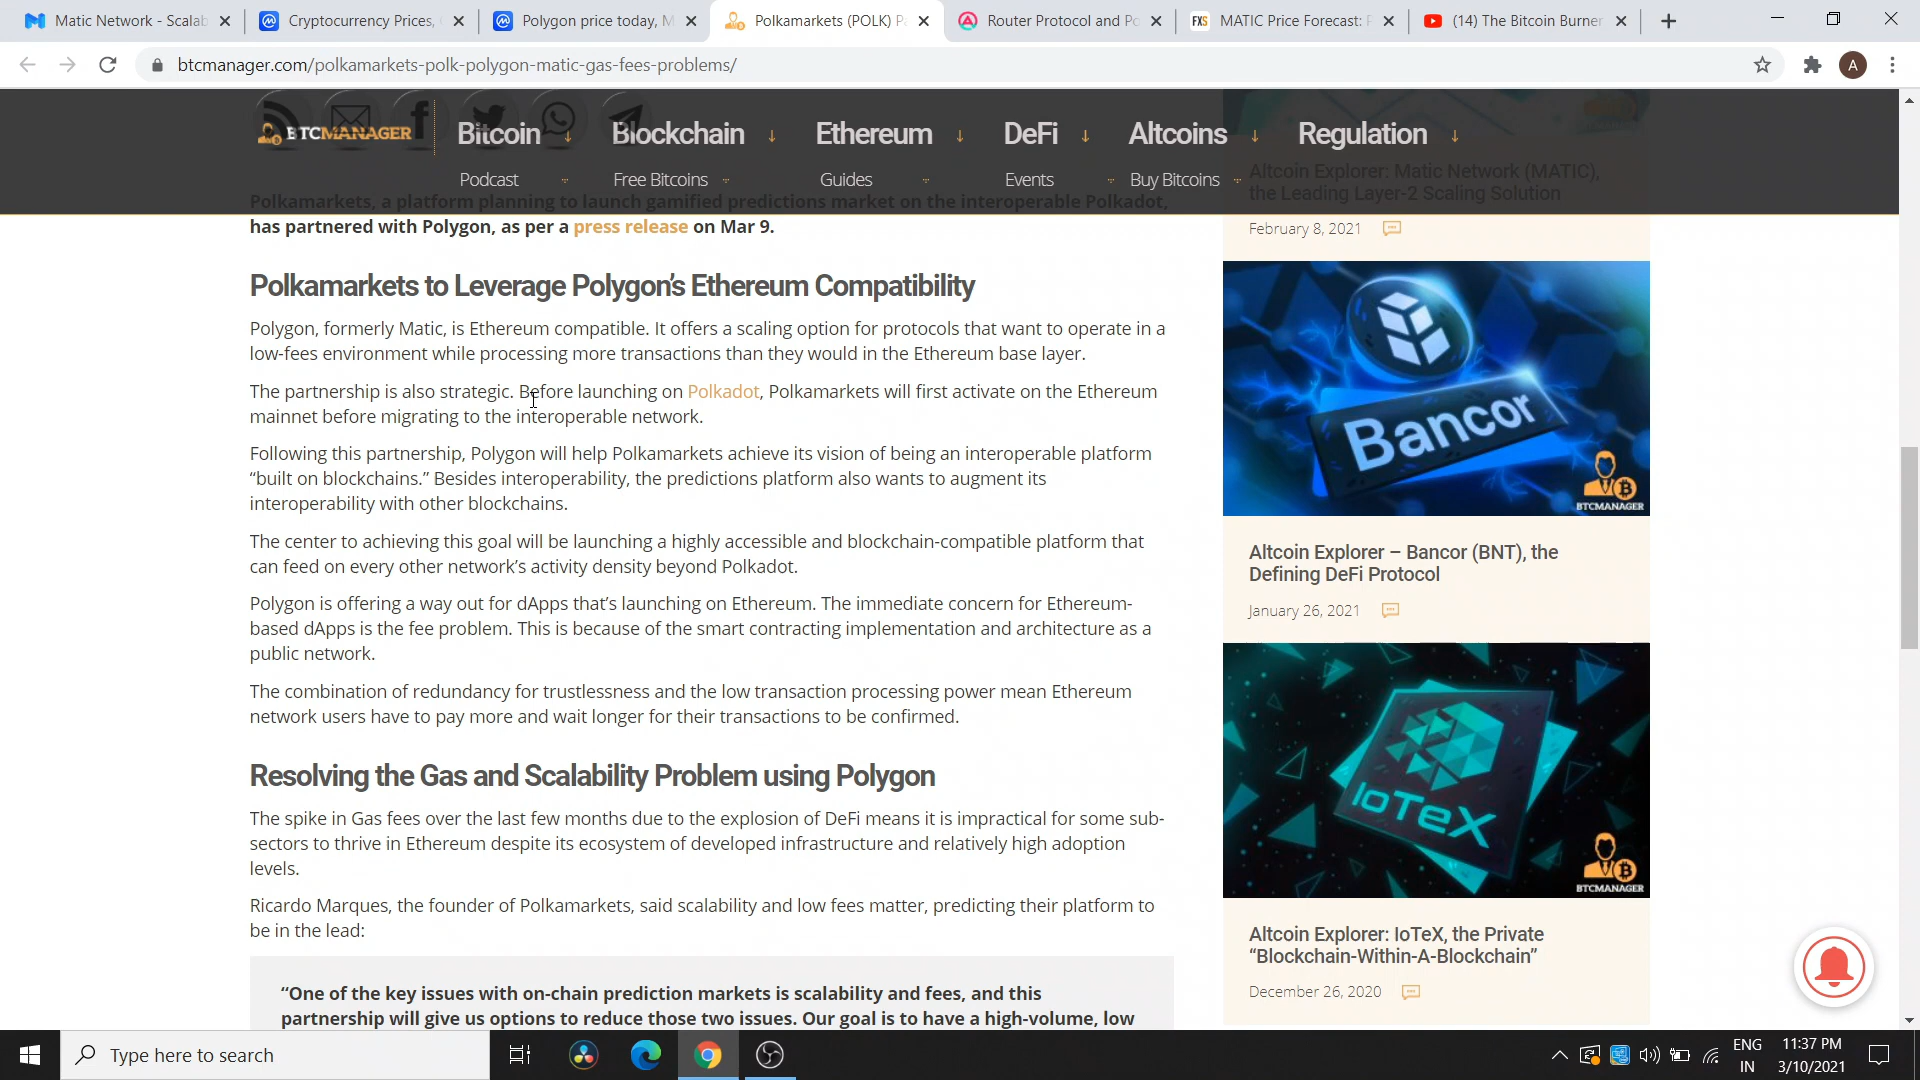 Matic Network - Scalab
Cryptocurrency Prices,
Polygon price today, M
Polkamarkets (POLK) P
Router Protocol and Po
FXS MATIC Price Forecast: P
(14) The Bitcoin Burner
btcmanager.com/polkamarkets-polk-polygon-matic-gas-fees-problems/
A
BTCMANAGER
Bitcoin Blockchain Ethereum DeFi Altcoins Regulation
Podcast Free Bitcoins Guides Events Buy Bitcoins
Polkamarkets, a platform planning to launch gamified predictions market on the interoperable Polkadot,
has partnered with Polygon, as per a press release on Mar 9.
Polkamarkets to Leverage Polygon’s Ethereum Compatibility
Polygon, formerly Matic, is Ethereum compatible. It offers a scaling option for protocols that want to operate in a
low-fees environment while processing more transactions than they would in the Ethereum base layer.
The partnership is also strategic. Before launching on Polkadot, Polkamarkets will first activate on the Ethereum
mainnet before migrating to the interoperable network.
Following this partnership, Polygon will help Polkamarkets achieve its vision of being an interoperable platform
“built on blockchains.” Besides interoperability, the predictions platform also wants to augment its
interoperability with other blockchains.
The center to achieving this goal will be launching a highly accessible and blockchain-compatible platform that
can feed on every other network’s activity density beyond Polkadot.
Polygon is offering a way out for dApps that’s launching on Ethereum. The immediate concern for Ethereum-
based dApps is the fee problem. This is because of the smart contracting implementation and architecture as a
public network.
The combination of redundancy for trustlessness and the low transaction processing power mean Ethereum
network users have to pay more and wait longer for their transactions to be confirmed.
Resolving the Gas and Scalability Problem using Polygon
The spike in Gas fees over the last few months due to the explosion of DeFi means it is impractical for some sub-
sectors to thrive in Ethereum despite its ecosystem of developed infrastructure and relatively high adoption
levels.
Ricardo Marques, the founder of Polkamarkets, said scalability and low fees matter, predicting their platform to
be in the lead:
“One of the key issues with on-chain prediction markets is scalability and fees, and this
partnership will give us options to reduce those two issues. Our goal is to have a high-volume, low
Altcoin Explorer: Matic Network (MATIC),
the Leading Layer-2 Scaling Solution
February 8, 2021
Bancor
BTCMANAGER
Altcoin Explorer – Bancor (BNT), the
Defining DeFi Protocol
January 26, 2021
IoTeX
BTCMANAGER
Altcoin Explorer: IoTeX, the Private
“Blockchain-Within-A-Blockchain”
December 26, 2020
Type here to search
ENG
IN
11:37 PM
3/10/2021